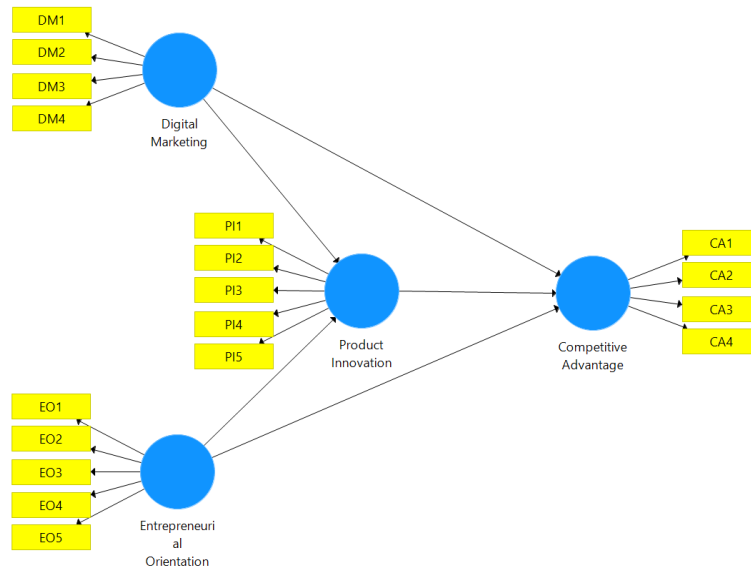 DM1
DM2
DM3
DM4
Digital
Marketing
PI1
PI2
PI3
PI4
PI5
Product
Innovation
CA1
CA2
CA3
CA4
Competitive
Advantage
EO1
EO2
EO3
EO4
EO5
Entrepreneuri
al
Orientation